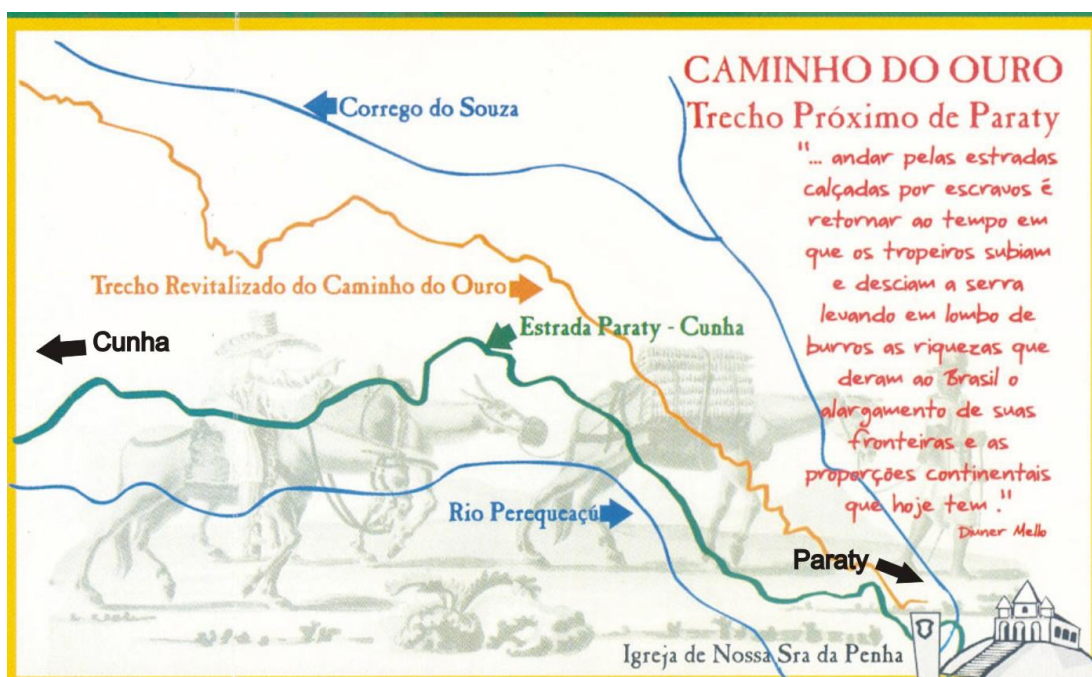 CAMINHO DO OURO
Trecho Próximo de Paraty
"... andar pelas estradas
calçadas por escravos é
retornar ao tempo em
que os tropeiros subiam
e desciam a serra
levando em lombo de
burros as riquezas que
deram ao Brasil o
alargamento de suas
fronteiras e as
proporções continentais
que hoje tem."
Diuner Mello
Corrego do Souza
Trecho Revitalizado do Caminho do Ouro
Estrada Paraty - Cunha
Cunha
Rio Perequeaçú
Paraty
Igreja de Nossa Sra da Penha